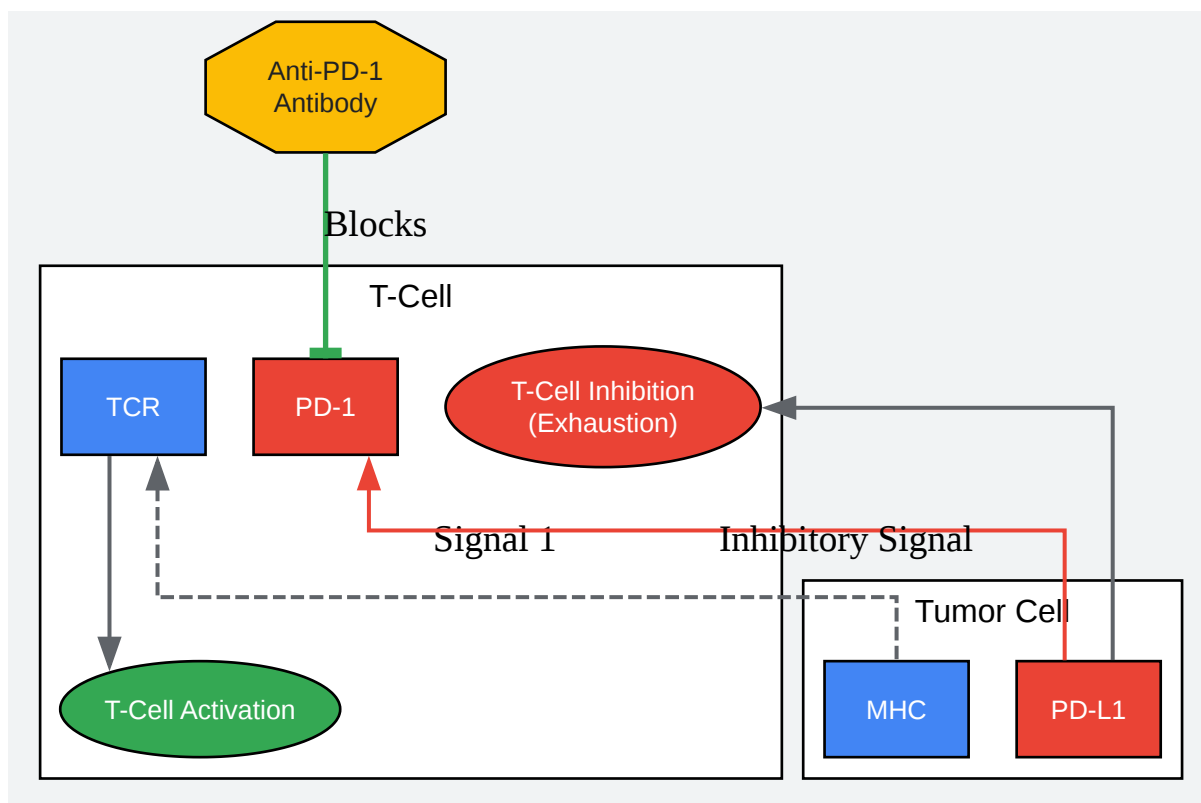 Anti-PD-1
Antibody
Blocks
T-Cell
TCR
PD-1
T-Cell Inhibition
(Exhaustion)
Signal 1
Inhibitory Signal
Tumor Cell
T-Cell Activation
MHC
PD-L1